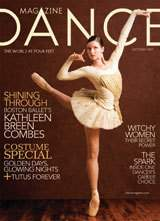 MAGAZINE
DANCE
THE WORLD AT YOUR FEET
SHINING
THROUGH
BOSTON BALLET'S
KATHLEEN
BREEN
COMBES
COSTUME
SPECIAL
GOLDEN DAYS,
GLOWING NIGHTS
+ TUTUS FOREVER
WITCHY
WOMEN
THEIR SECRET
POWER
THE
SPARK
INSIDE ONE
DANCER'S
CAREER
CHOICE